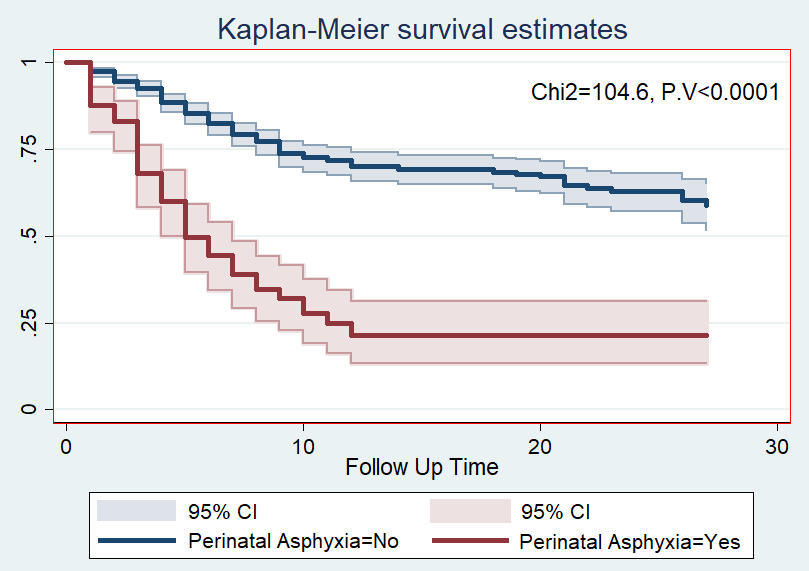 Kaplan-Meier survival estimates
Chi2=104.6, P.V<0.0001
1
.75
.5
.25
0
0 10 20 30
Follow Up Time
95% CI 95% CI
Perinatal Asphyxia=No Perinatal Asphyxia=Yes